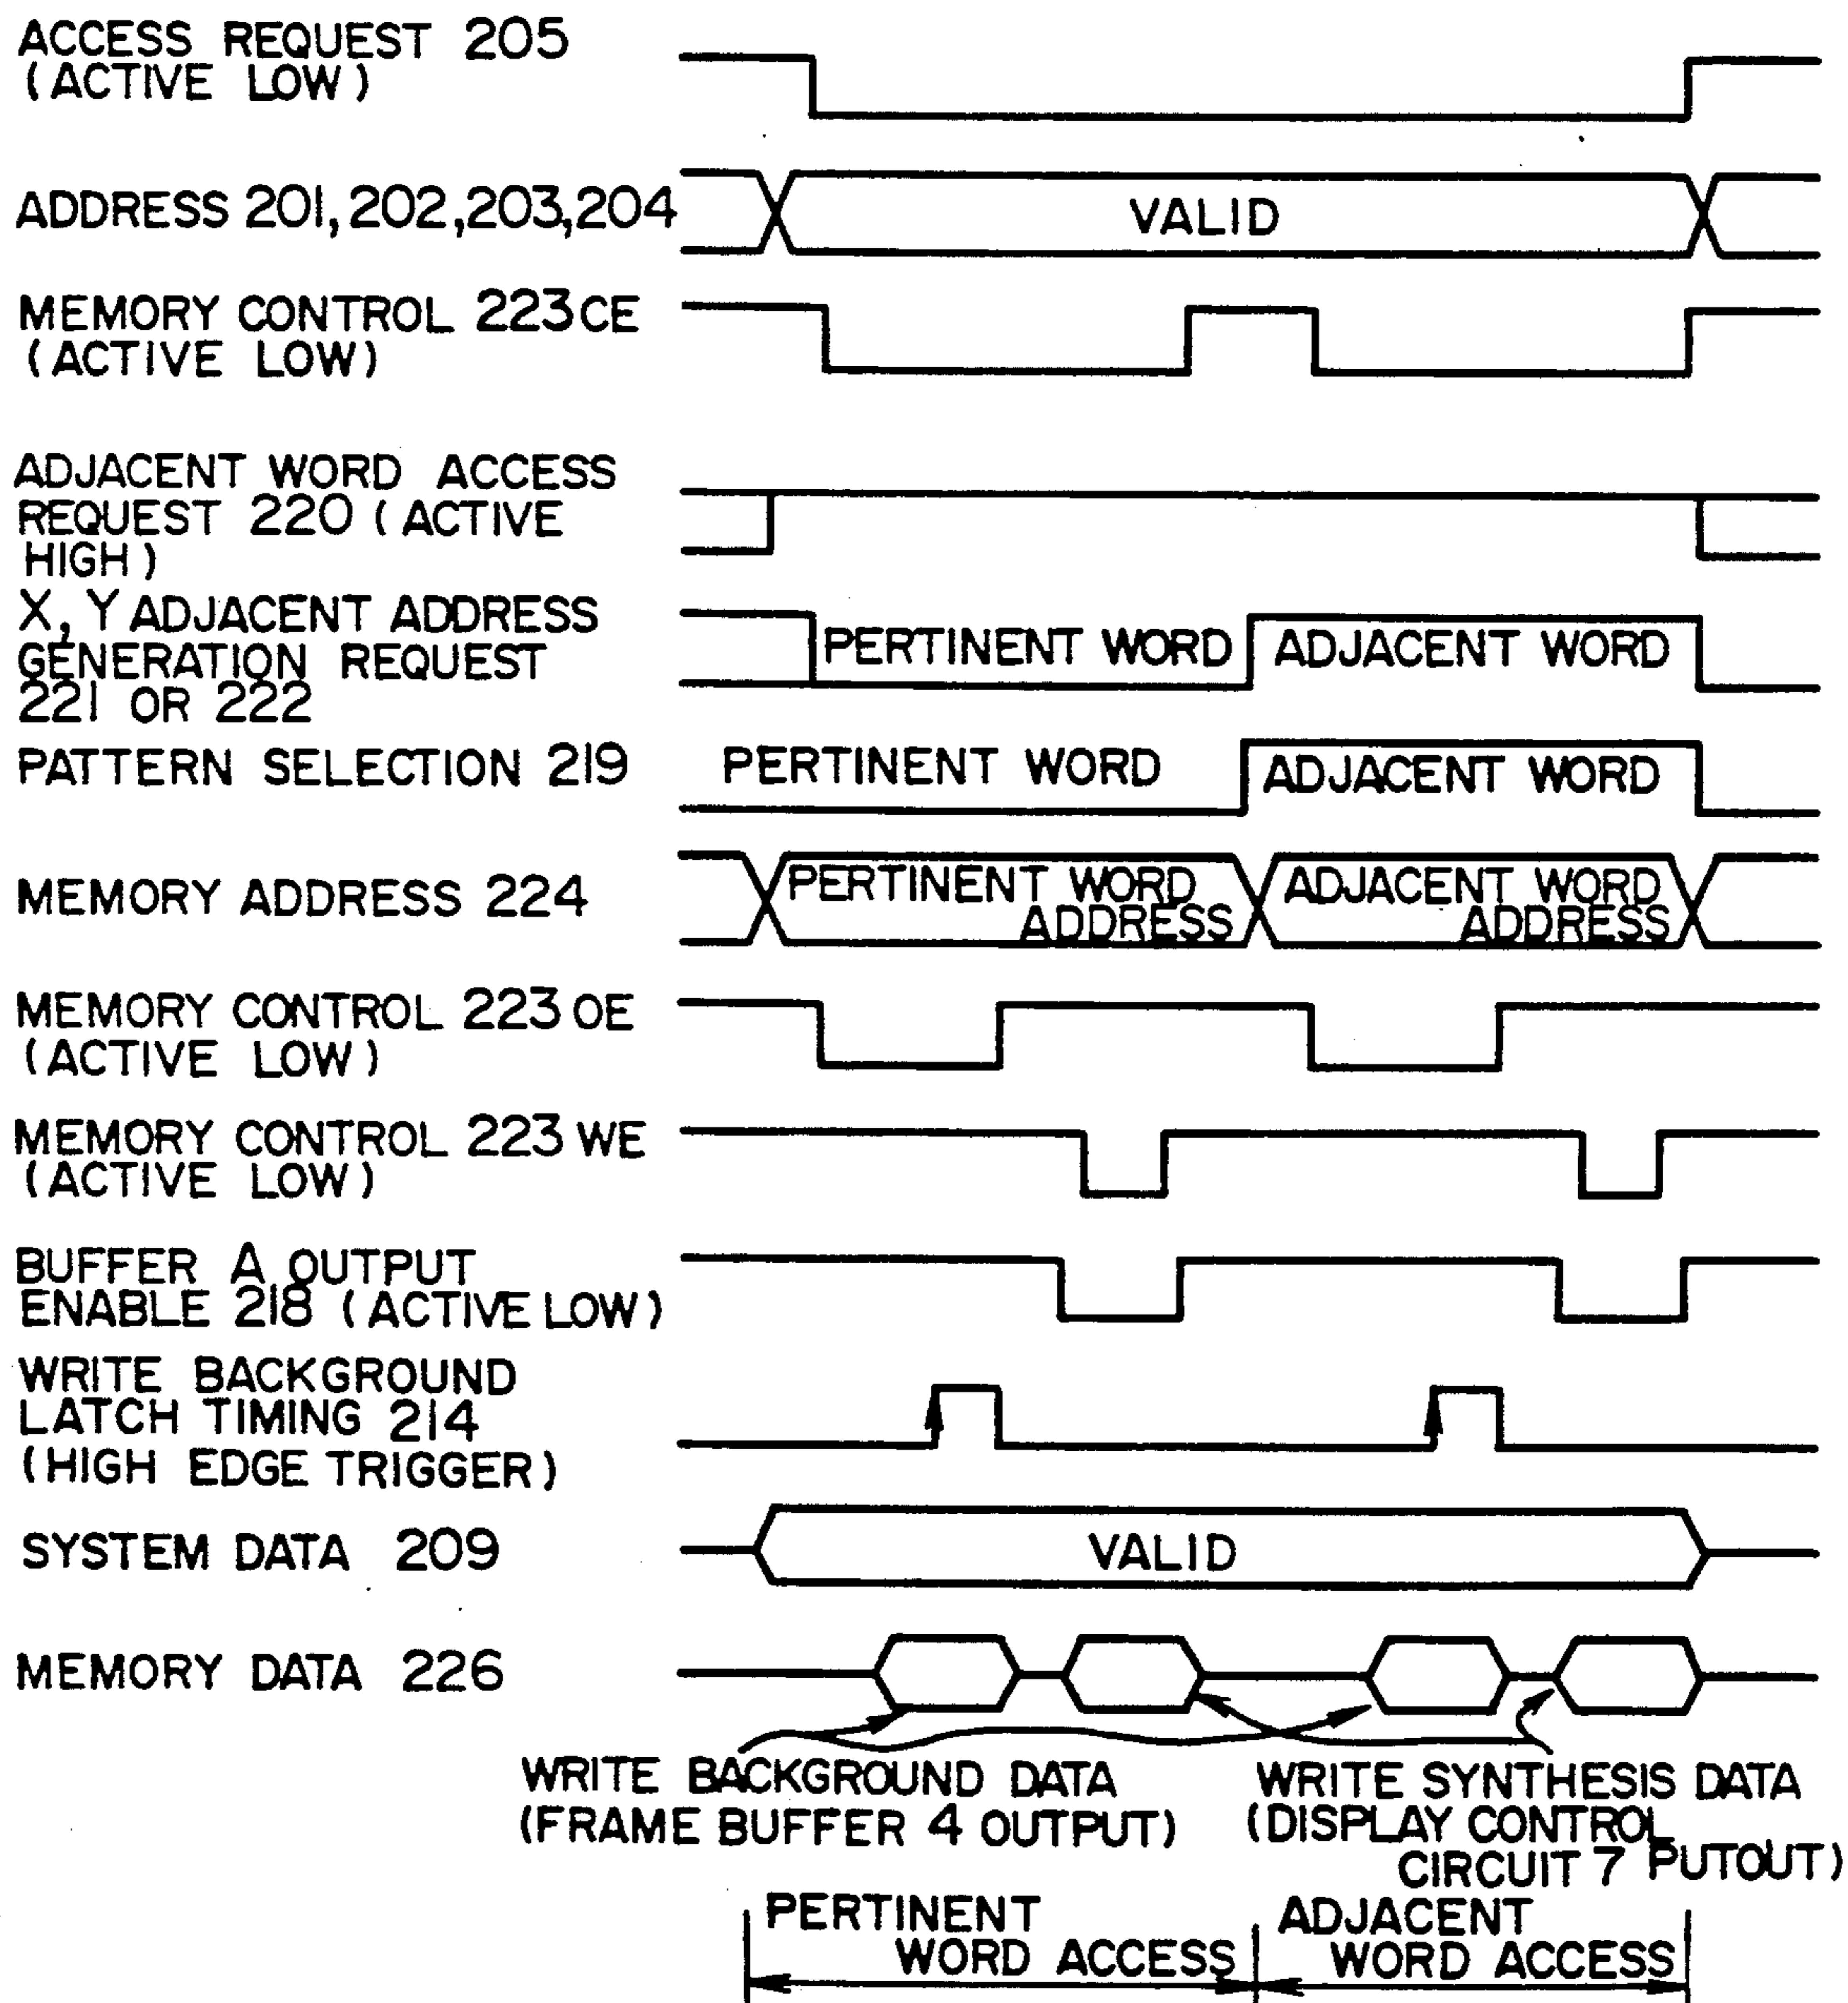 ACCESS REQUEST 205
(ACTIVE LOW)
ADDRESS 201,202,203,204
VALID
MEMORY CONTROL 223CE
(ACTIVE LOW)
ADJACENT WORD ACCESS
REQUEST 220 (ACTIVE
HIGH)
X, Y ADJACENT ADDRESS
GENERATION REQUEST
221 OR 222
PERTINENT WORD
ADJACENT WORD
PATTERN SELECTION 219
PERTINENT WORD
ADJACENT WORD
MEMORY ADDRESS 224
PERTINENT WORD
ADDRESS
ADJACENT WORD
ADDRESS
MEMORY CONTROL 223 OE
(ACTIVE LOW)
MEMORY CONTROL 223 WE
(ACTIVE LOW)
BUFFER A OUTPUT
ENABLE 218 (ACTIVE LOW)
WRITE BACKGROUND
LATCH TIMING 214
(HIGH EDGE TRIGGER)
SYSTEM DATA 209
VALID
MEMORY DATA 226
WRITE BACKGROUND DATA
(FRAME BUFFER 4 OUTPUT)
WRITE SYNTHESIS DATA
(DISPLAY CONTROL
CIRCUIT 7 PUTOUT)
PERTINENT
WORD ACCESS
ADJACENT
WORD ACCESS